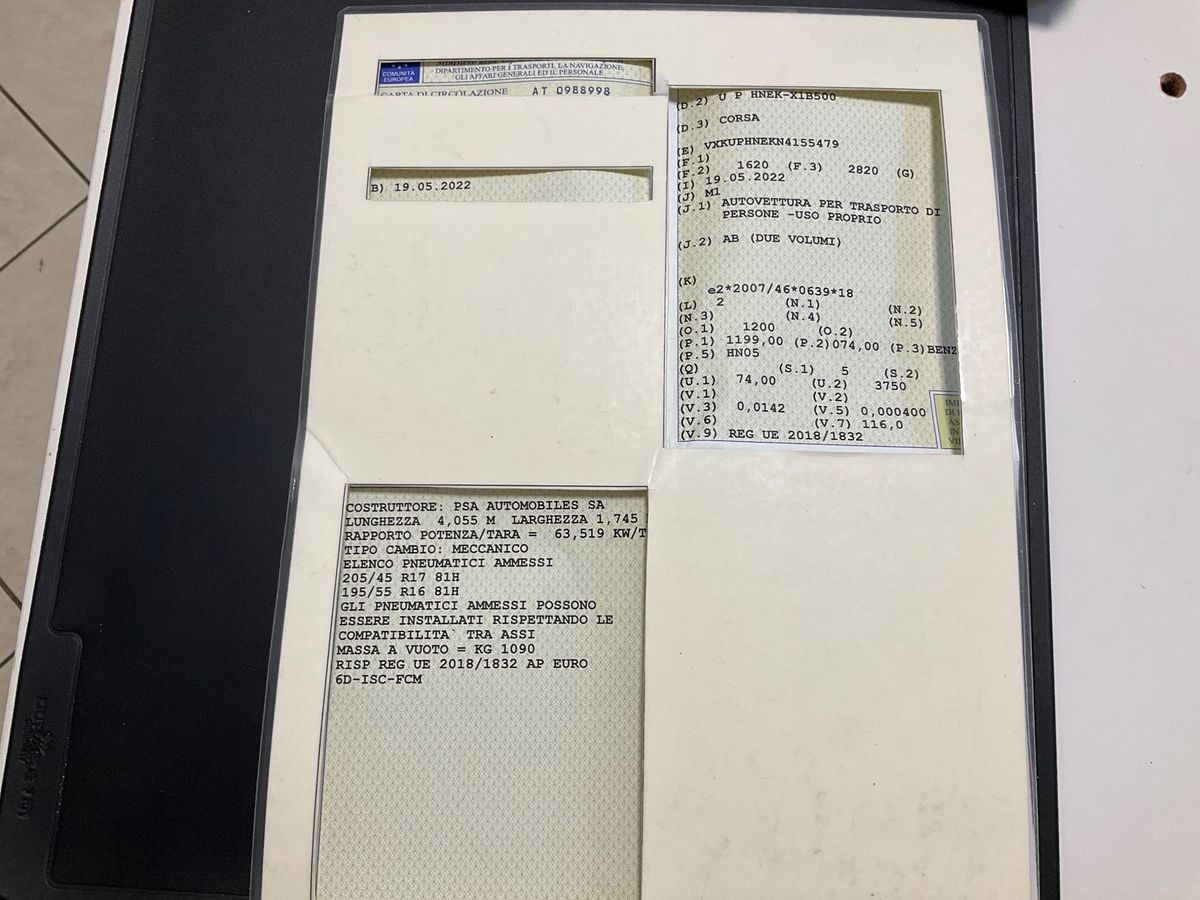 COMUNITÀ
EUROPEA
DIPARTIMENTO PER I TRASPORTI, LA NAVIGAZIONE,
GLI AFFARI GENERALI ED IL PERSONALE
CARTA DI CIRCOLAZIONE AT 0988998
B) 19.05.2022
(D.2) U P HNEK-X1B500
(D.3) CORSA
(E) VXKUPHNEKN4155479
(F.1)
(F.2) 1620 (F.3) 2820 (G)
(I) 19.05.2022
(J) M1
(J.1) AUTOVETTURA PER TRASPORTO DI
PERSONE -USO PROPRIO
(J.2) AB (DUE VOLUMI)
(K)
e2*2007/46*0639*18
(L) 2 (N.1) (N.2)
(N.3) (N.4) (N.5)
(O.1) 1200 (O.2)
(P.1) 1199,00 (P.2)074,00 (P.3)BENZ
(P.5) HN05
(Q) (S.1) 5 (S.2)
(U.1) 74,00 (U.2) 3750
(V.1) (V.2)
(V.3) 0,0142 (V.5) 0,000400
(V.6) (V.7) 116,0
(V.9) REG UE 2018/1832
COSTRUTTORE: PSA AUTOMOBILES SA
LUNGHEZZA 4,055 M LARGHEZZA 1,745
RAPPORTO POTENZA/TARA = 63,519 KW/T
TIPO CAMBIO: MECCANICO
ELENCO PNEUMATICI AMMESSI
205/45 R17 81H
195/55 R16 81H
GLI PNEUMATICI AMMESSI POSSONO
ESSERE INSTALLATI RISPETTANDO LE
COMPATIBILITA` TRA ASSI
MASSA A VUOTO = KG 1090
RISP REG UE 2018/1832 AP EURO
6D-ISC-FCM